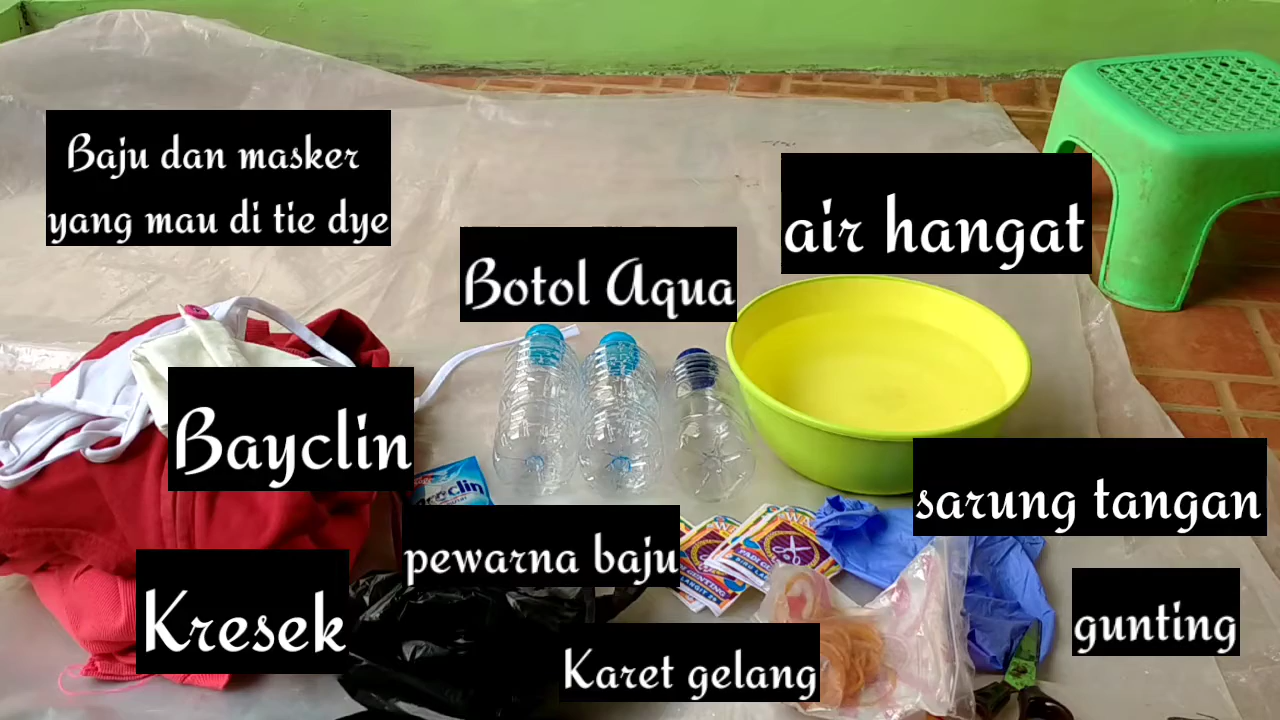 Baju dan masker
yang mau di tie dye
Botol Aqua
air hangat
Bayclin
sarung tangan
pewarna baju
Kresek
gunting
Karet gelang
GUNTING